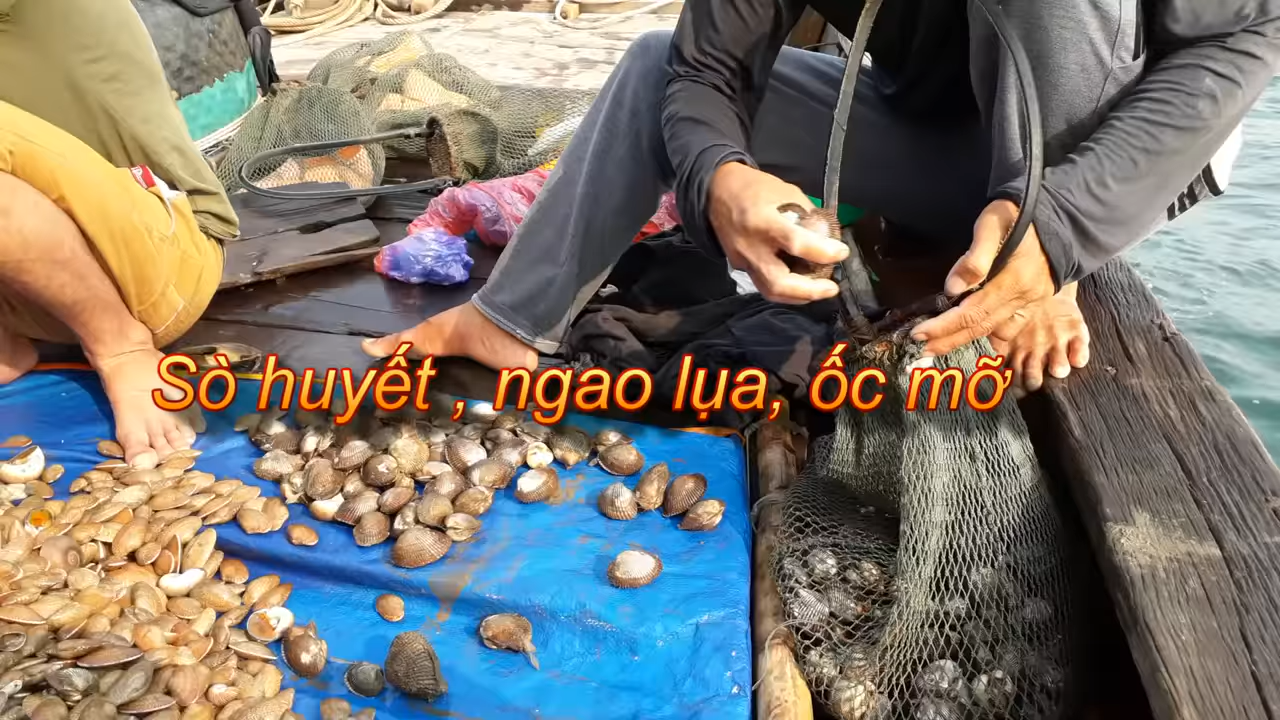 Sò huyết , ngao lụa, ốc mỡ